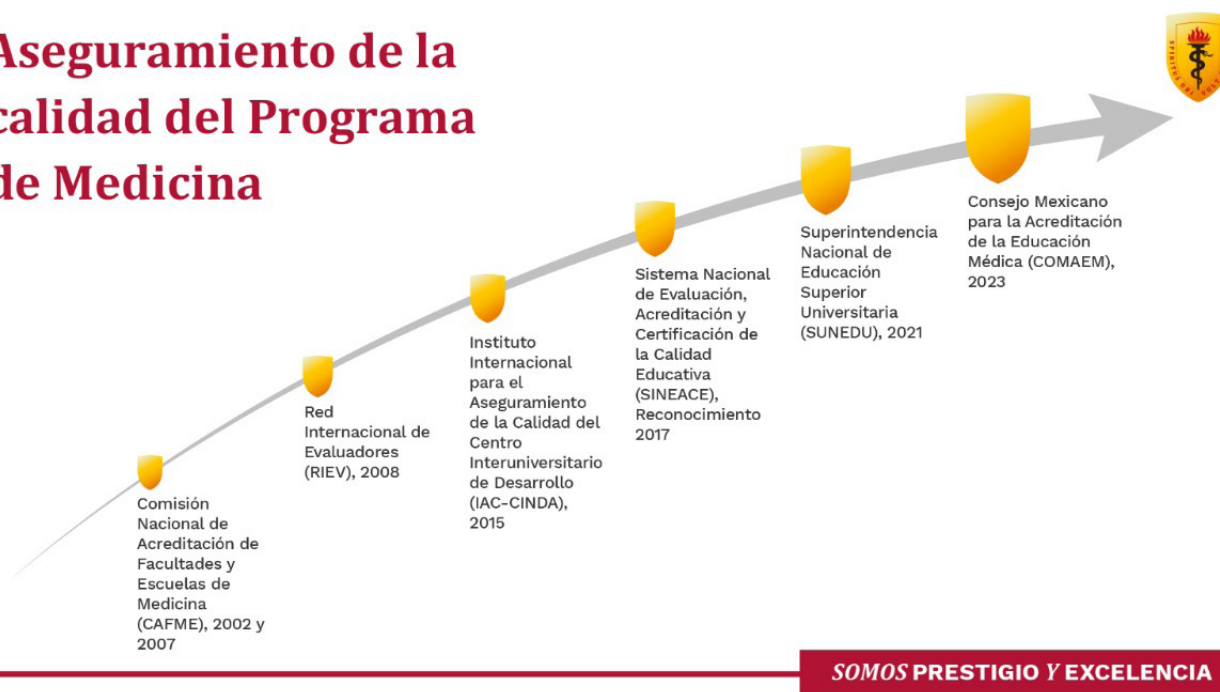 Aseguramiento de la
calidad del Programa
de Medicina
Comisión
Nacional de
Acreditación de
Facultades y
Escuelas de
Medicina
(CAFME), 2002 y
2007
Red
Internacional de
Evaluadores
(RIEV), 2008
Instituto
Internacional
para el
Aseguramiento
de la Calidad del
Centro
Interuniversitario
de Desarrollo
(IAC-CINDA),
2015
Sistema Nacional
de Evaluación,
Acreditación y
Certificación de
la Calidad
Educativa
(SINEACE),
Reconocimiento
2017
Superintendencia
Nacional de
Educación
Superior
Universitaria
(SUNEDU), 2021
Consejo Mexicano
para la Acreditación
de la Educación
Médica (COMAEM),
2023
SPIRITUS UBI
SOMOS PRESTIGIO Y EXCELENCIA